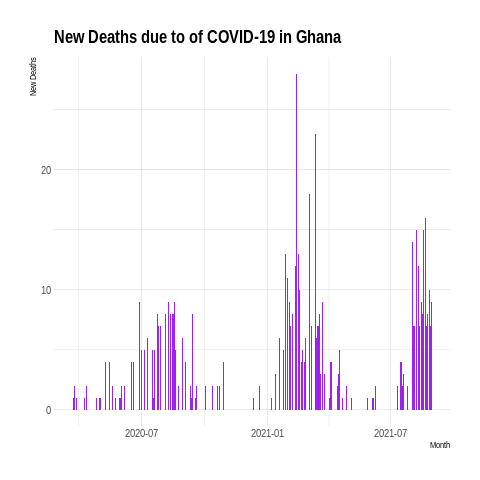 New Deaths due to of COVID-19 in Ghana
New Deaths
20
10
0
2020-07
2021-01
2021-07
Month